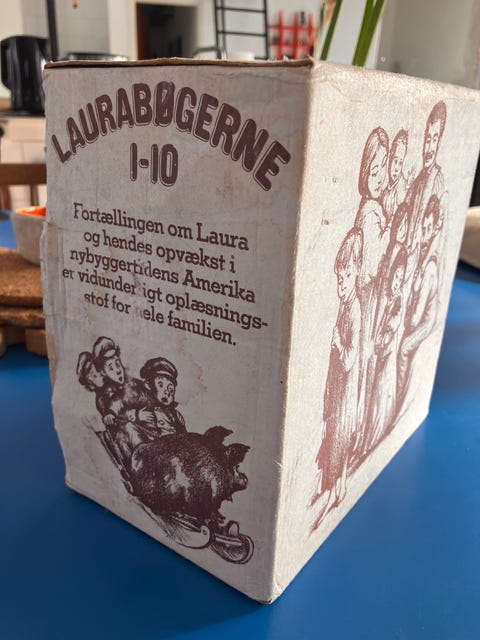 LAURABØGERNE
1-10
Fortællingen om Laura
og hendes opvækst i
nybyggertidens Amerika
er vidunderligt oplæsnings-
stof for hele familien.